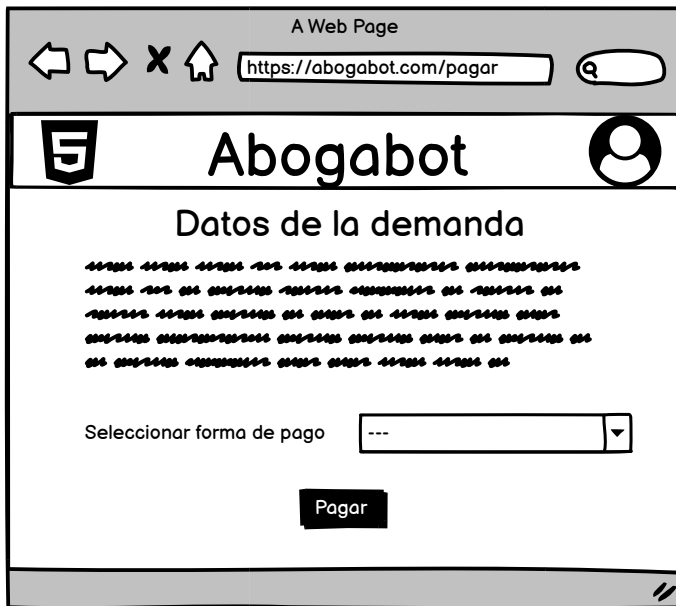 A Web Page
https://abogabot.com/pagar
Abogabot
Datos de la demanda
Seleccionar forma de pago
---
Pagar